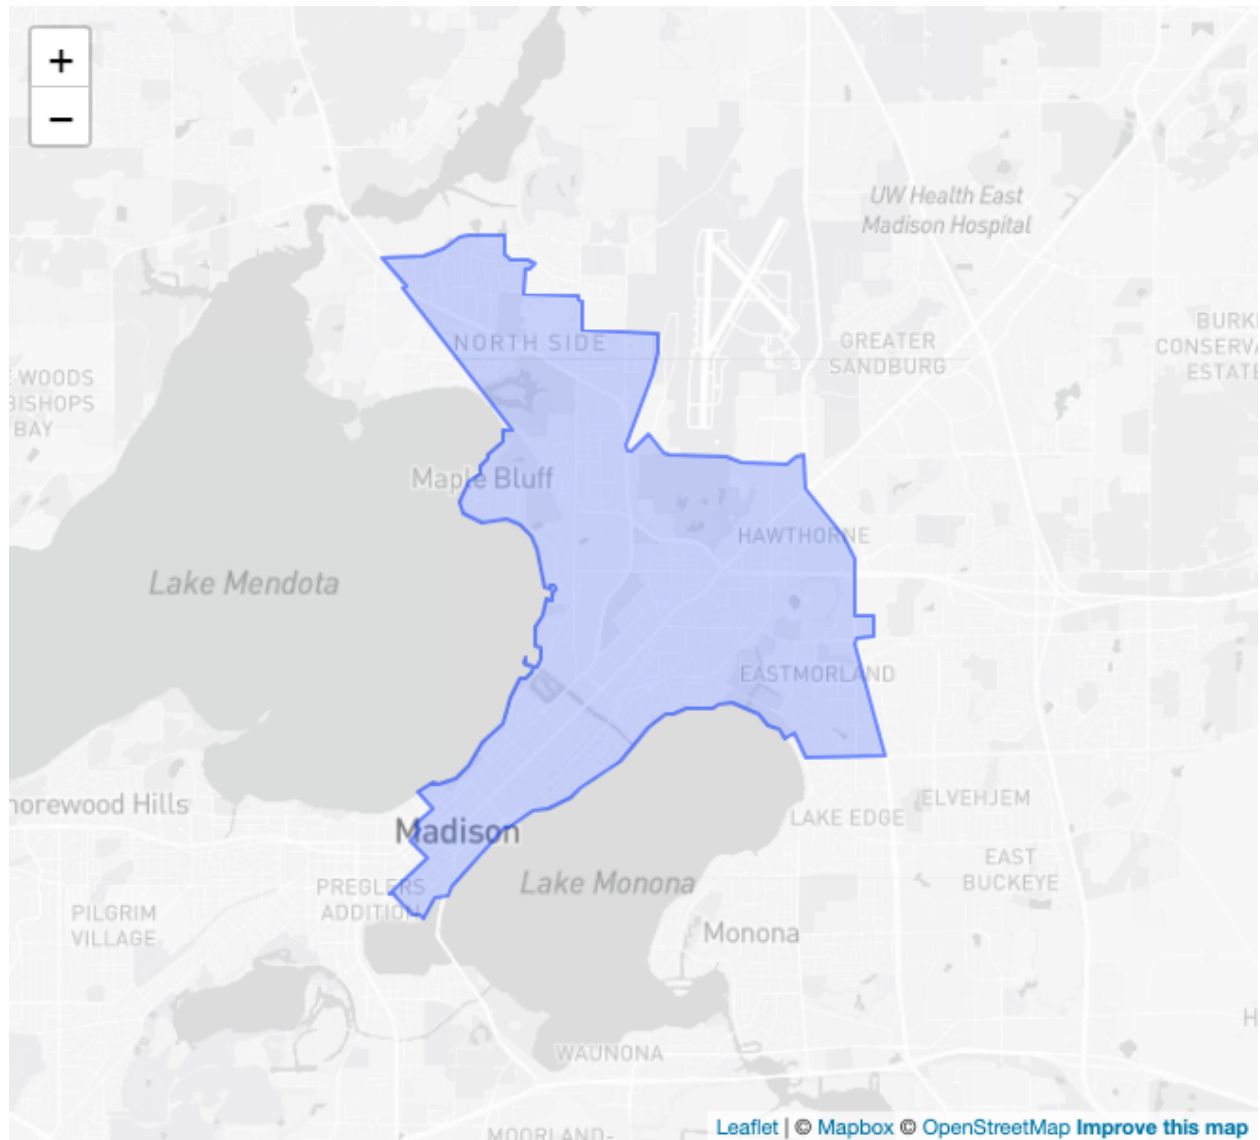 +
−
UW Health East
Madison Hospital
NORTH SIDE
GREATER
SANDBURG
BURK
CONSERVA
ESTATE
E WOODS
BISHOPS
BAY
Maple Bluff
HAWTHORNE
Lake Mendota
EASTMORLAND
horewood Hills
Madison
LAKE EDGE
ELVEHJEM
PREGLERS
ADDITION
Lake Monona
EAST
BUCKEYE
PILGRIM
VILLAGE
Monona
H
WAUNONA
MOORLAND-
Leaflet | © Mapbox © OpenStreetMap Improve this map